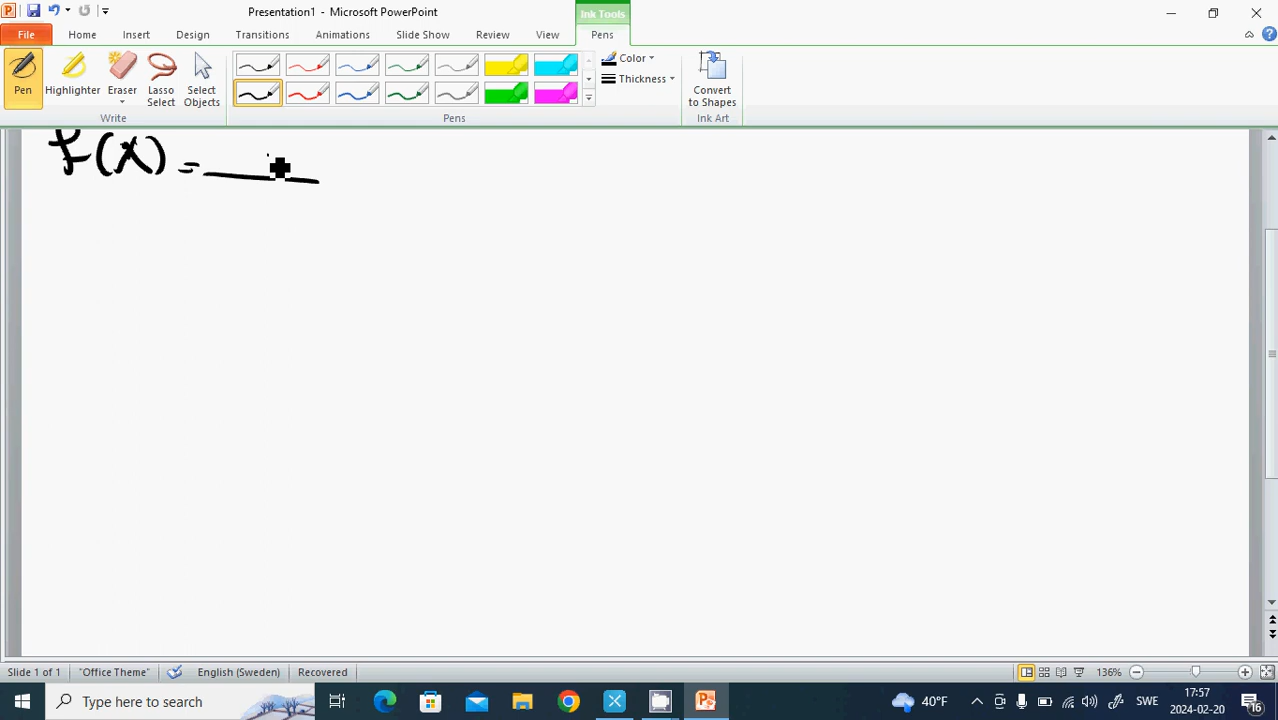 Presentation1 - Microsoft PowerPoint
Ink Tools
File Home Insert Design Transitions Animations Slide Show Review View Pens
Pen Highlighter Eraser Lasso Select Select Objects
Color Thickness
Convert to Shapes
Write Pens Ink Art
f(x) =
Slide 1 of 1 "Office Theme" English (Sweden) Recovered 136%
Type here to search 40°F SWE 17:57
2024-02-20 16